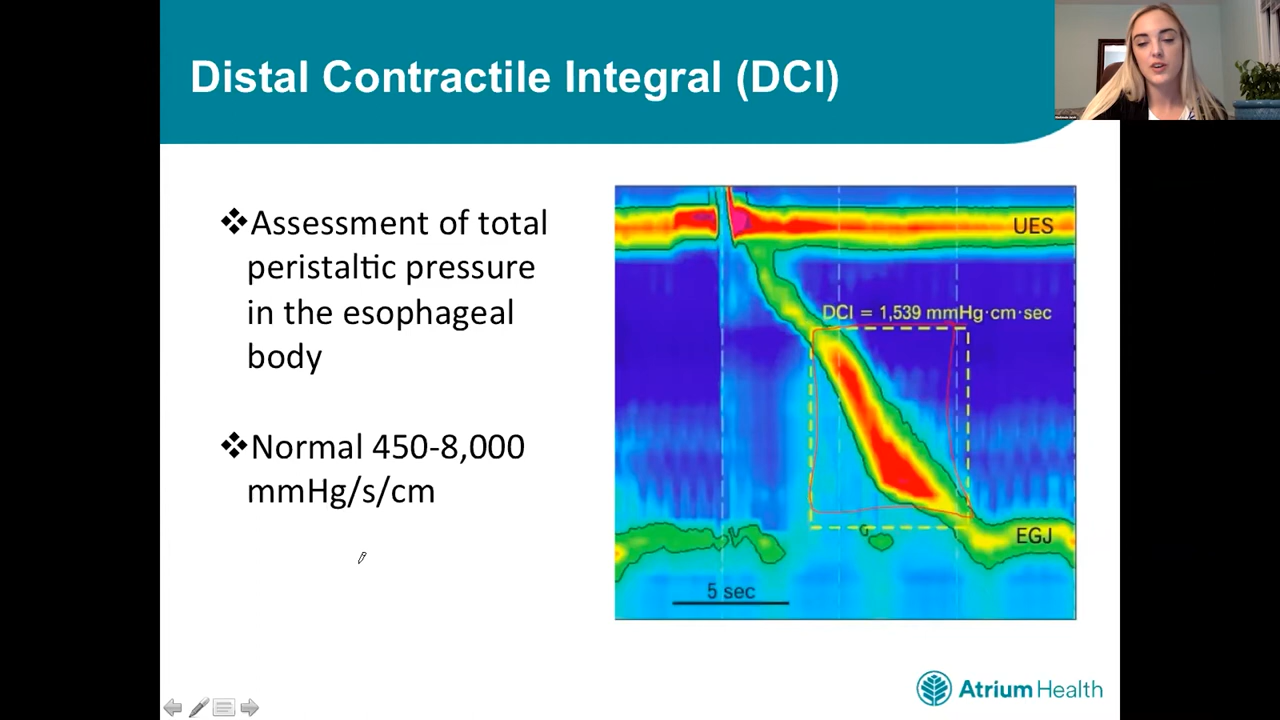 Distal Contractile Integral (DCI)
❖Assessment of total
peristaltic pressure
in the esophageal
body
❖Normal 450-8,000
mmHg/s/cm
UES
DCI = 1,539 mmHg·cm·sec
EGJ
5 sec
Atrium Health